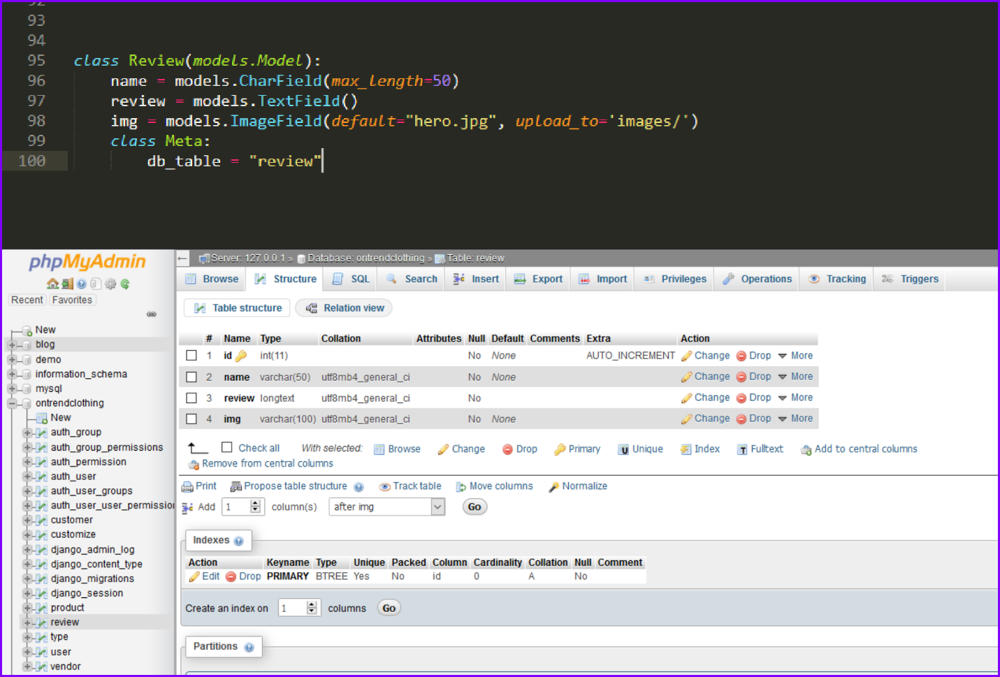 93
94
95 class Review(models.Model):
96 name = models.CharField(max_length=50)
97 review = models.TextField()
98 img = models.ImageField(default="hero.jpg", upload_to='images/')
99 class Meta:
100 db_table = "review"
phpMyAdmin
Recent Favorites
New
blog
demo
information_schema
mysql
ontrendclothing
New
auth_group
auth_group_permissions
auth_permission
auth_user
auth_user_groups
auth_user_user_permission
customer
customize
django_admin_log
django_content_type
django_migrations
django_session
product
review
type
user
vendor
Server: 127.0.0.1 » Database: ontrendclothing » Table: review
Browse Structure SQL Search Insert Export Import Privileges Operations Tracking Triggers
Table structure Relation view
# Name Type Collation Attributes Null Default Comments Extra Action
1 id int(11) No None AUTO_INCREMENT Change Drop More
2 name varchar(50) utf8mb4_general_ci No None Change Drop More
3 review longtext utf8mb4_general_ci No Change Drop More
4 img varchar(100) utf8mb4_general_ci No None Change Drop More
Check all With selected: Browse Change Drop Primary Unique Index Fulltext Add to central columns
Remove from central columns
Print Propose table structure Track table Move columns Normalize
Add 1 column(s) after img Go
Indexes
Action Keyname Type Unique Packed Column Cardinality Collation Null Comment
Edit Drop PRIMARY BTREE Yes No id 0 A No
Create an index on 1 columns Go
Partitions